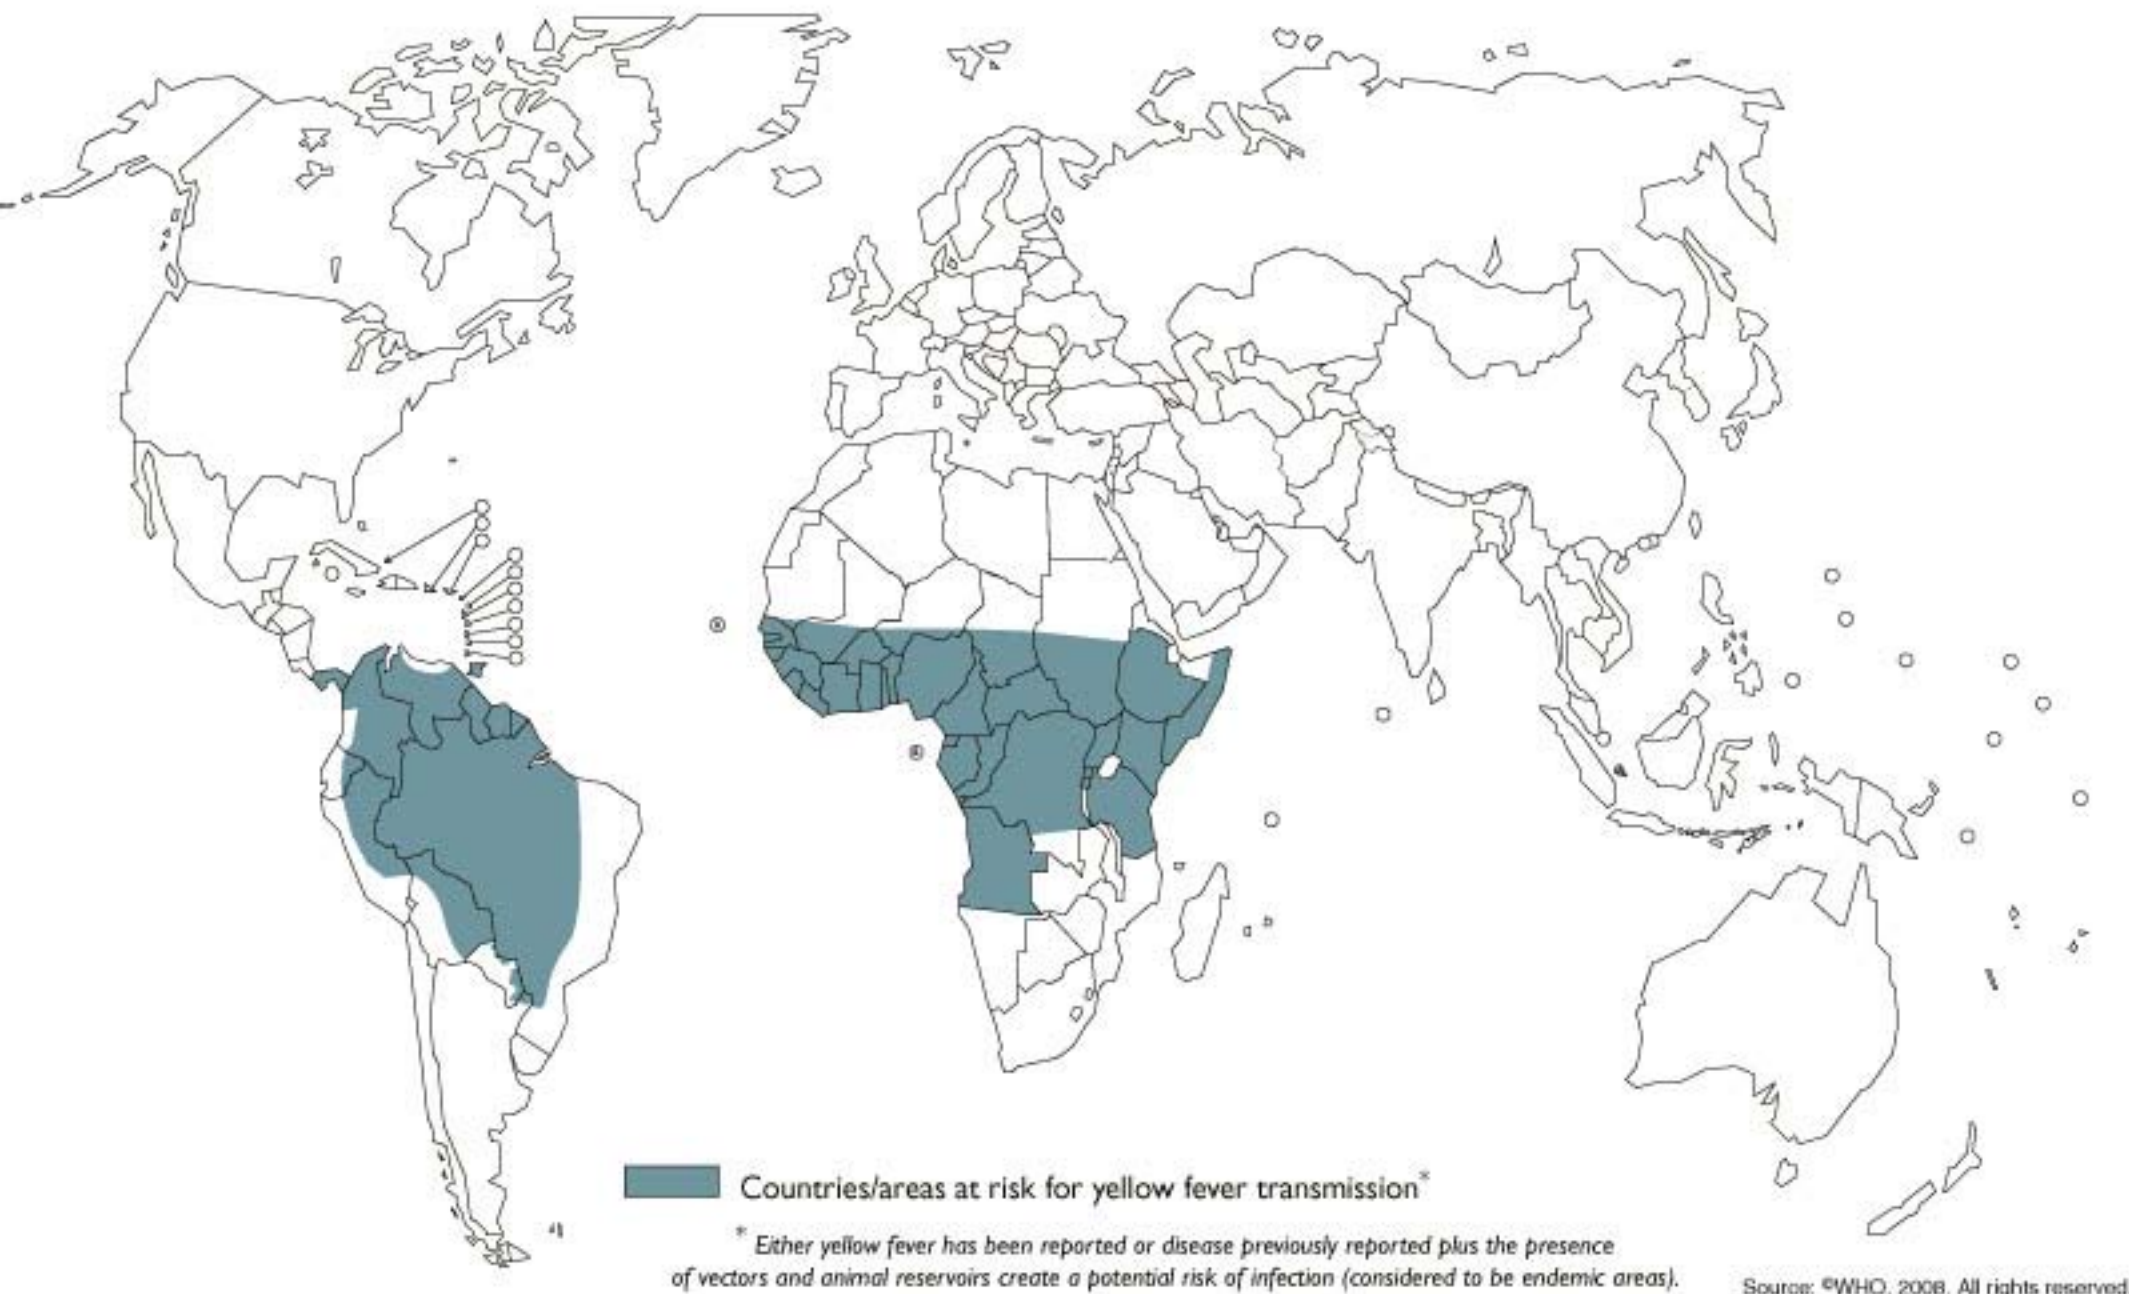 Countries/areas at risk for yellow fever transmission*
* Either yellow fever has been reported or disease previously reported plus the presence
of vectors and animal reservoirs create a potential risk of infection (considered to be endemic areas).
Source: ©WHO, 2008. All rights reserved